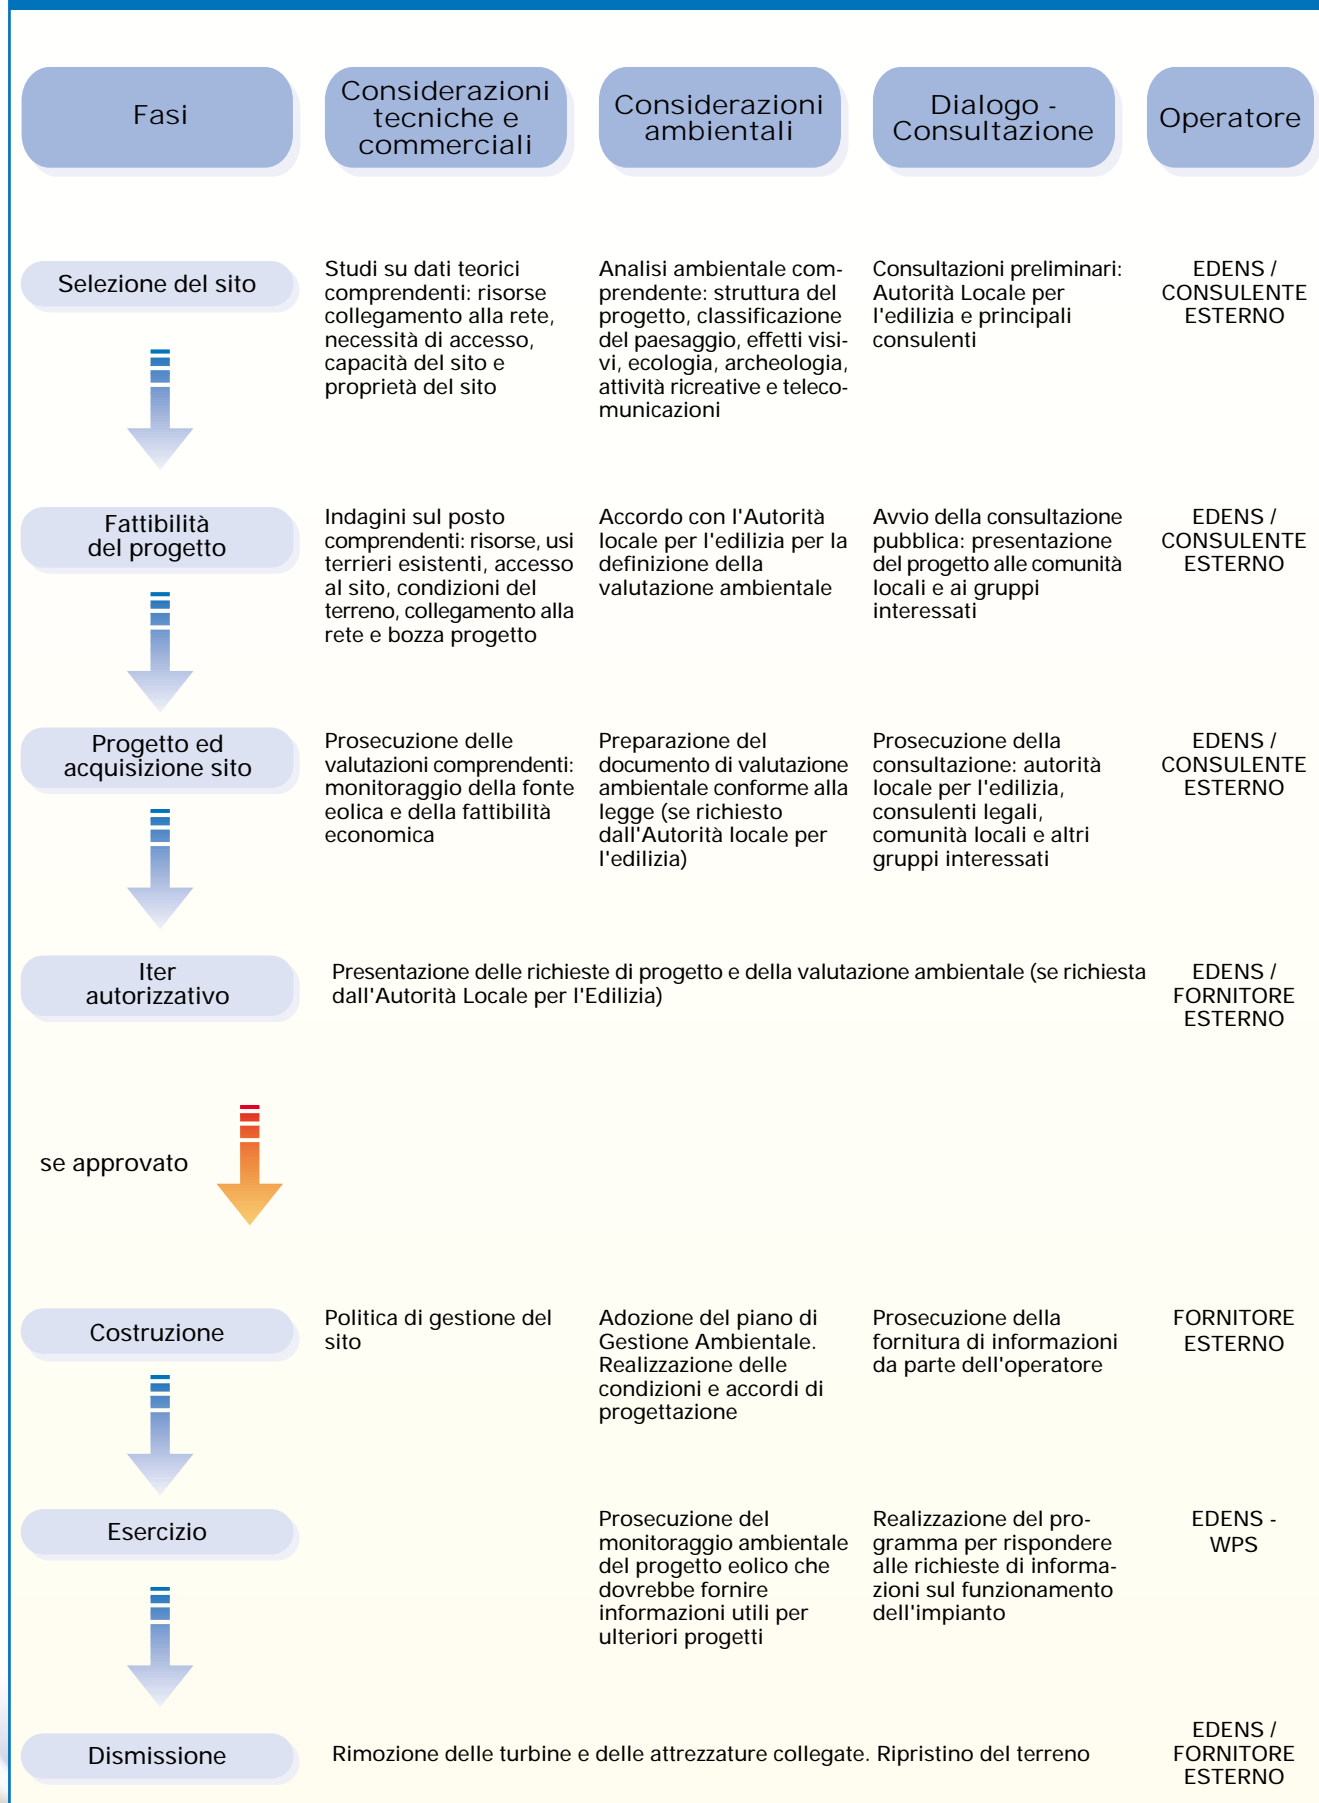 Fasi
Considerazioni
tecniche e
commerciali
Considerazioni
ambientali
Dialogo -
Consultazione
Operatore
Selezione del sito
Studi su dati teorici
comprendenti: risorse
collegamento alla rete,
necessità di accesso,
capacità del sito e
proprietà del sito
Analisi ambientale com-
prendente: struttura del
progetto, classificazione
del paesaggio, effetti visi-
vi, ecologia, archeologia,
attività ricreative e teleco-
municazioni
Consultazioni preliminari:
Autorità Locale per
l'edilizia e principali
consulenti
EDENS /
CONSULENTE
ESTERNO
Fattibilità
del progetto
Indagini sul posto
comprendenti: risorse, usi
terrieri esistenti, accesso
al sito, condizioni del
terreno, collegamento alla
rete e bozza progetto
Accordo con l'Autorità
locale per l'edilizia per la
definizione della
valutazione ambientale
Avvio della consultazione
pubblica: presentazione
del progetto alle comunità
locali e ai gruppi
interessati
EDENS /
CONSULENTE
ESTERNO
Progetto ed
acquisizione sito
Prosecuzione delle
valutazioni comprendenti:
monitoraggio della fonte
eolica e della fattibilità
economica
Preparazione del
documento di valutazione
ambientale conforme alla
legge (se richiesto
dall'Autorità locale per
l'edilizia)
Prosecuzione della
consultazione: autorità
locale per l'edilizia,
consulenti legali,
comunità locali e altri
gruppi interessati
EDENS /
CONSULENTE
ESTERNO
Iter
autorizzativo
Presentazione delle richieste di progetto e della valutazione ambientale (se richiesta
dall'Autorità Locale per l'Edilizia)
EDENS /
FORNITORE
ESTERNO
se approvato
Costruzione
Politica di gestione del
sito
Adozione del piano di
Gestione Ambientale.
Realizzazione delle
condizioni e accordi di
progettazione
Prosecuzione della
fornitura di informazioni
da parte dell'operatore
FORNITORE
ESTERNO
Esercizio
Prosecuzione del
monitoraggio ambientale
del progetto eolico che
dovrebbe fornire
informazioni utili per
ulteriori progetti
Realizzazione del pro-
gramma per rispondere
alle richieste di informa-
zioni sul funzionamento
dell'impianto
EDENS -
WPS
Dismissione
Rimozione delle turbine e delle attrezzature collegate. Ripristino del terreno
EDENS /
FORNITORE
ESTERNO